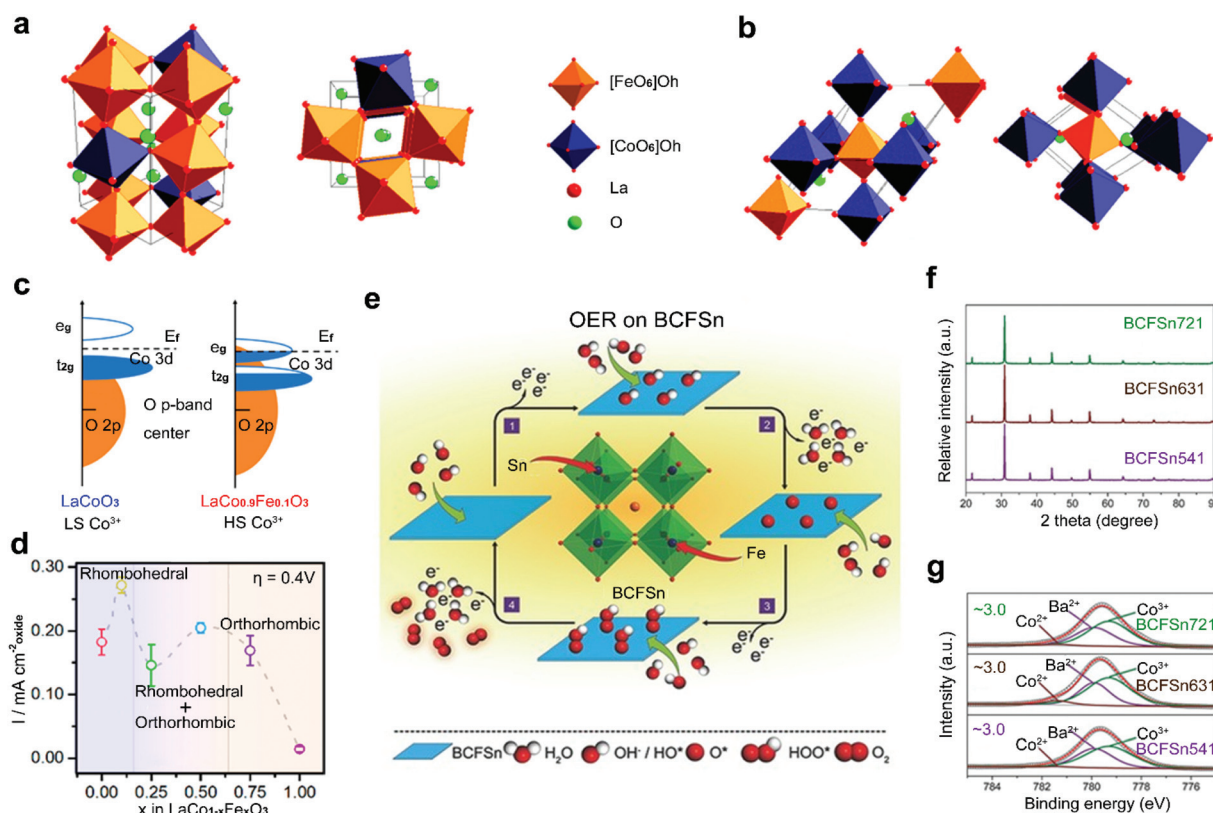 a
[FeO₆]Oh
[CoO₆]Oh
La
O
b
c
eg
Ef
Co 3d
t2g
O p-band
O 2p
center
LaCoO₃
LS Co³⁺
eg
Ef
Co 3d
t2g
O 2p
LaCo0.9Fe0.1O₃
HS Co³⁺
d
0.30
0.20
0.10
0.00
I / mA cm⁻²oxide
Rhombohedral
η = 0.4V
Orthorhombic
Rhombohedral
+
Orthorhombic
0.00 0.25 0.50 0.75 1.00
x in LaCo1-xFexO3
e
OER on BCFSn
e⁻ e⁻
e⁻ e⁻
1
2
e⁻
e⁻ e⁻
e⁻
Sn
Fe
BCFSn
e⁻
e⁻ e⁻
e⁻
4
3
e⁻ e⁻
e⁻ e⁻
BCFSn H₂O OH⁻ / HO* O* HOO* O₂
f
Relative intensity (a.u.)
BCFSn721
BCFSn631
BCFSn541
20 30 40 50 60 70 80 90
2 theta (degree)
g
Intensity (a.u.)
~3.0
Co²⁺
Ba²⁺
Co³⁺
BCFSn721
~3.0
Co²⁺
Ba²⁺
Co³⁺
BCFSn631
~3.0
Co²⁺
Ba²⁺
Co³⁺
BCFSn541
784 782 780 778 776
Binding energy (eV)